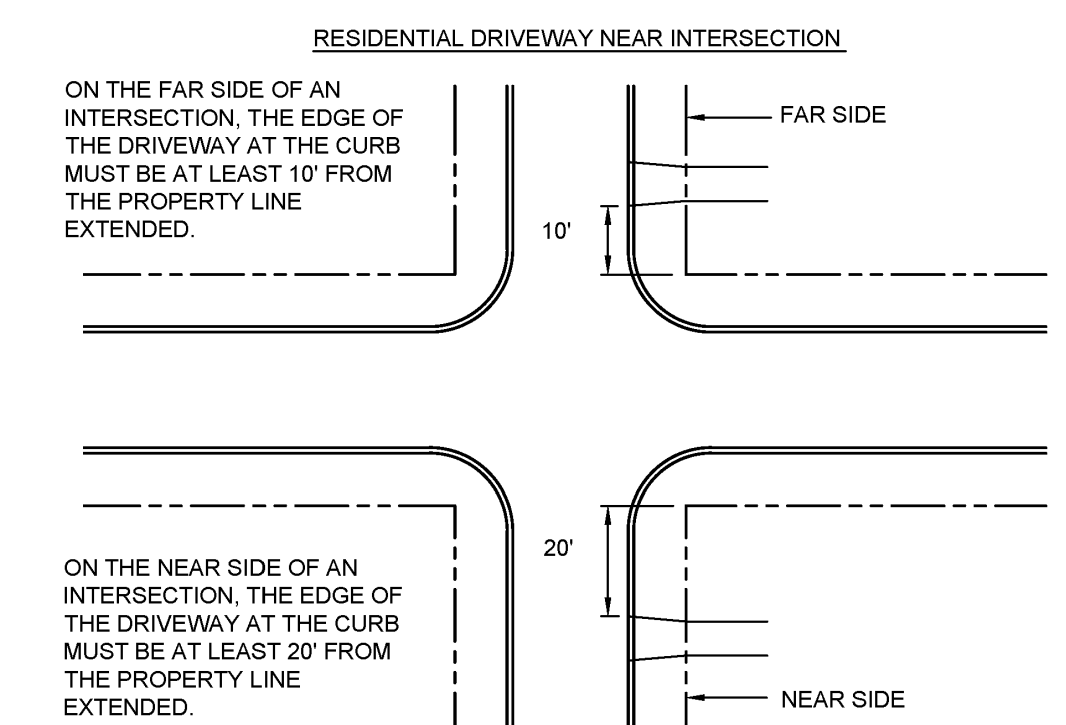 RESIDENTIAL DRIVEWAY NEAR INTERSECTION
ON THE FAR SIDE OF AN
INTERSECTION, THE EDGE OF
THE DRIVEWAY AT THE CURB
MUST BE AT LEAST 10' FROM
THE PROPERTY LINE
EXTENDED.
FAR SIDE
10'
20'
ON THE NEAR SIDE OF AN
INTERSECTION, THE EDGE OF
THE DRIVEWAY AT THE CURB
MUST BE AT LEAST 20' FROM
THE PROPERTY LINE
EXTENDED.
NEAR SIDE